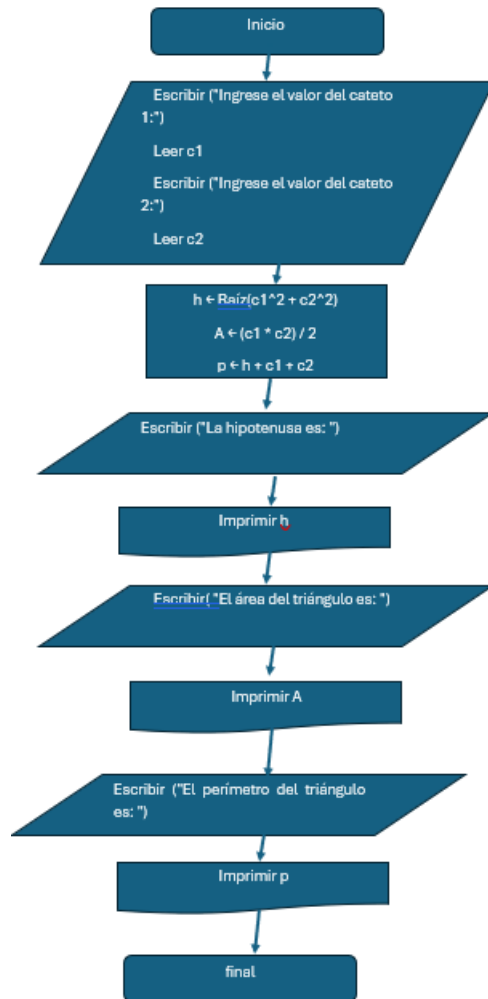 Inicio
Escribir ("Ingrese el valor del cateto
1:")
Leer c1
Escribir ("Ingrese el valor del cateto
2:")
Leer c2
h ← Raíz(c1^2 + c2^2)
A ← (c1 * c2) / 2
p ← h + c1 + c2
Escribir ("La hipotenusa es: ")
Imprimir h
Escribir( "El área del triángulo es: ")
Imprimir A
Escribir ("El perímetro del triángulo
es: ")
Imprimir p
final